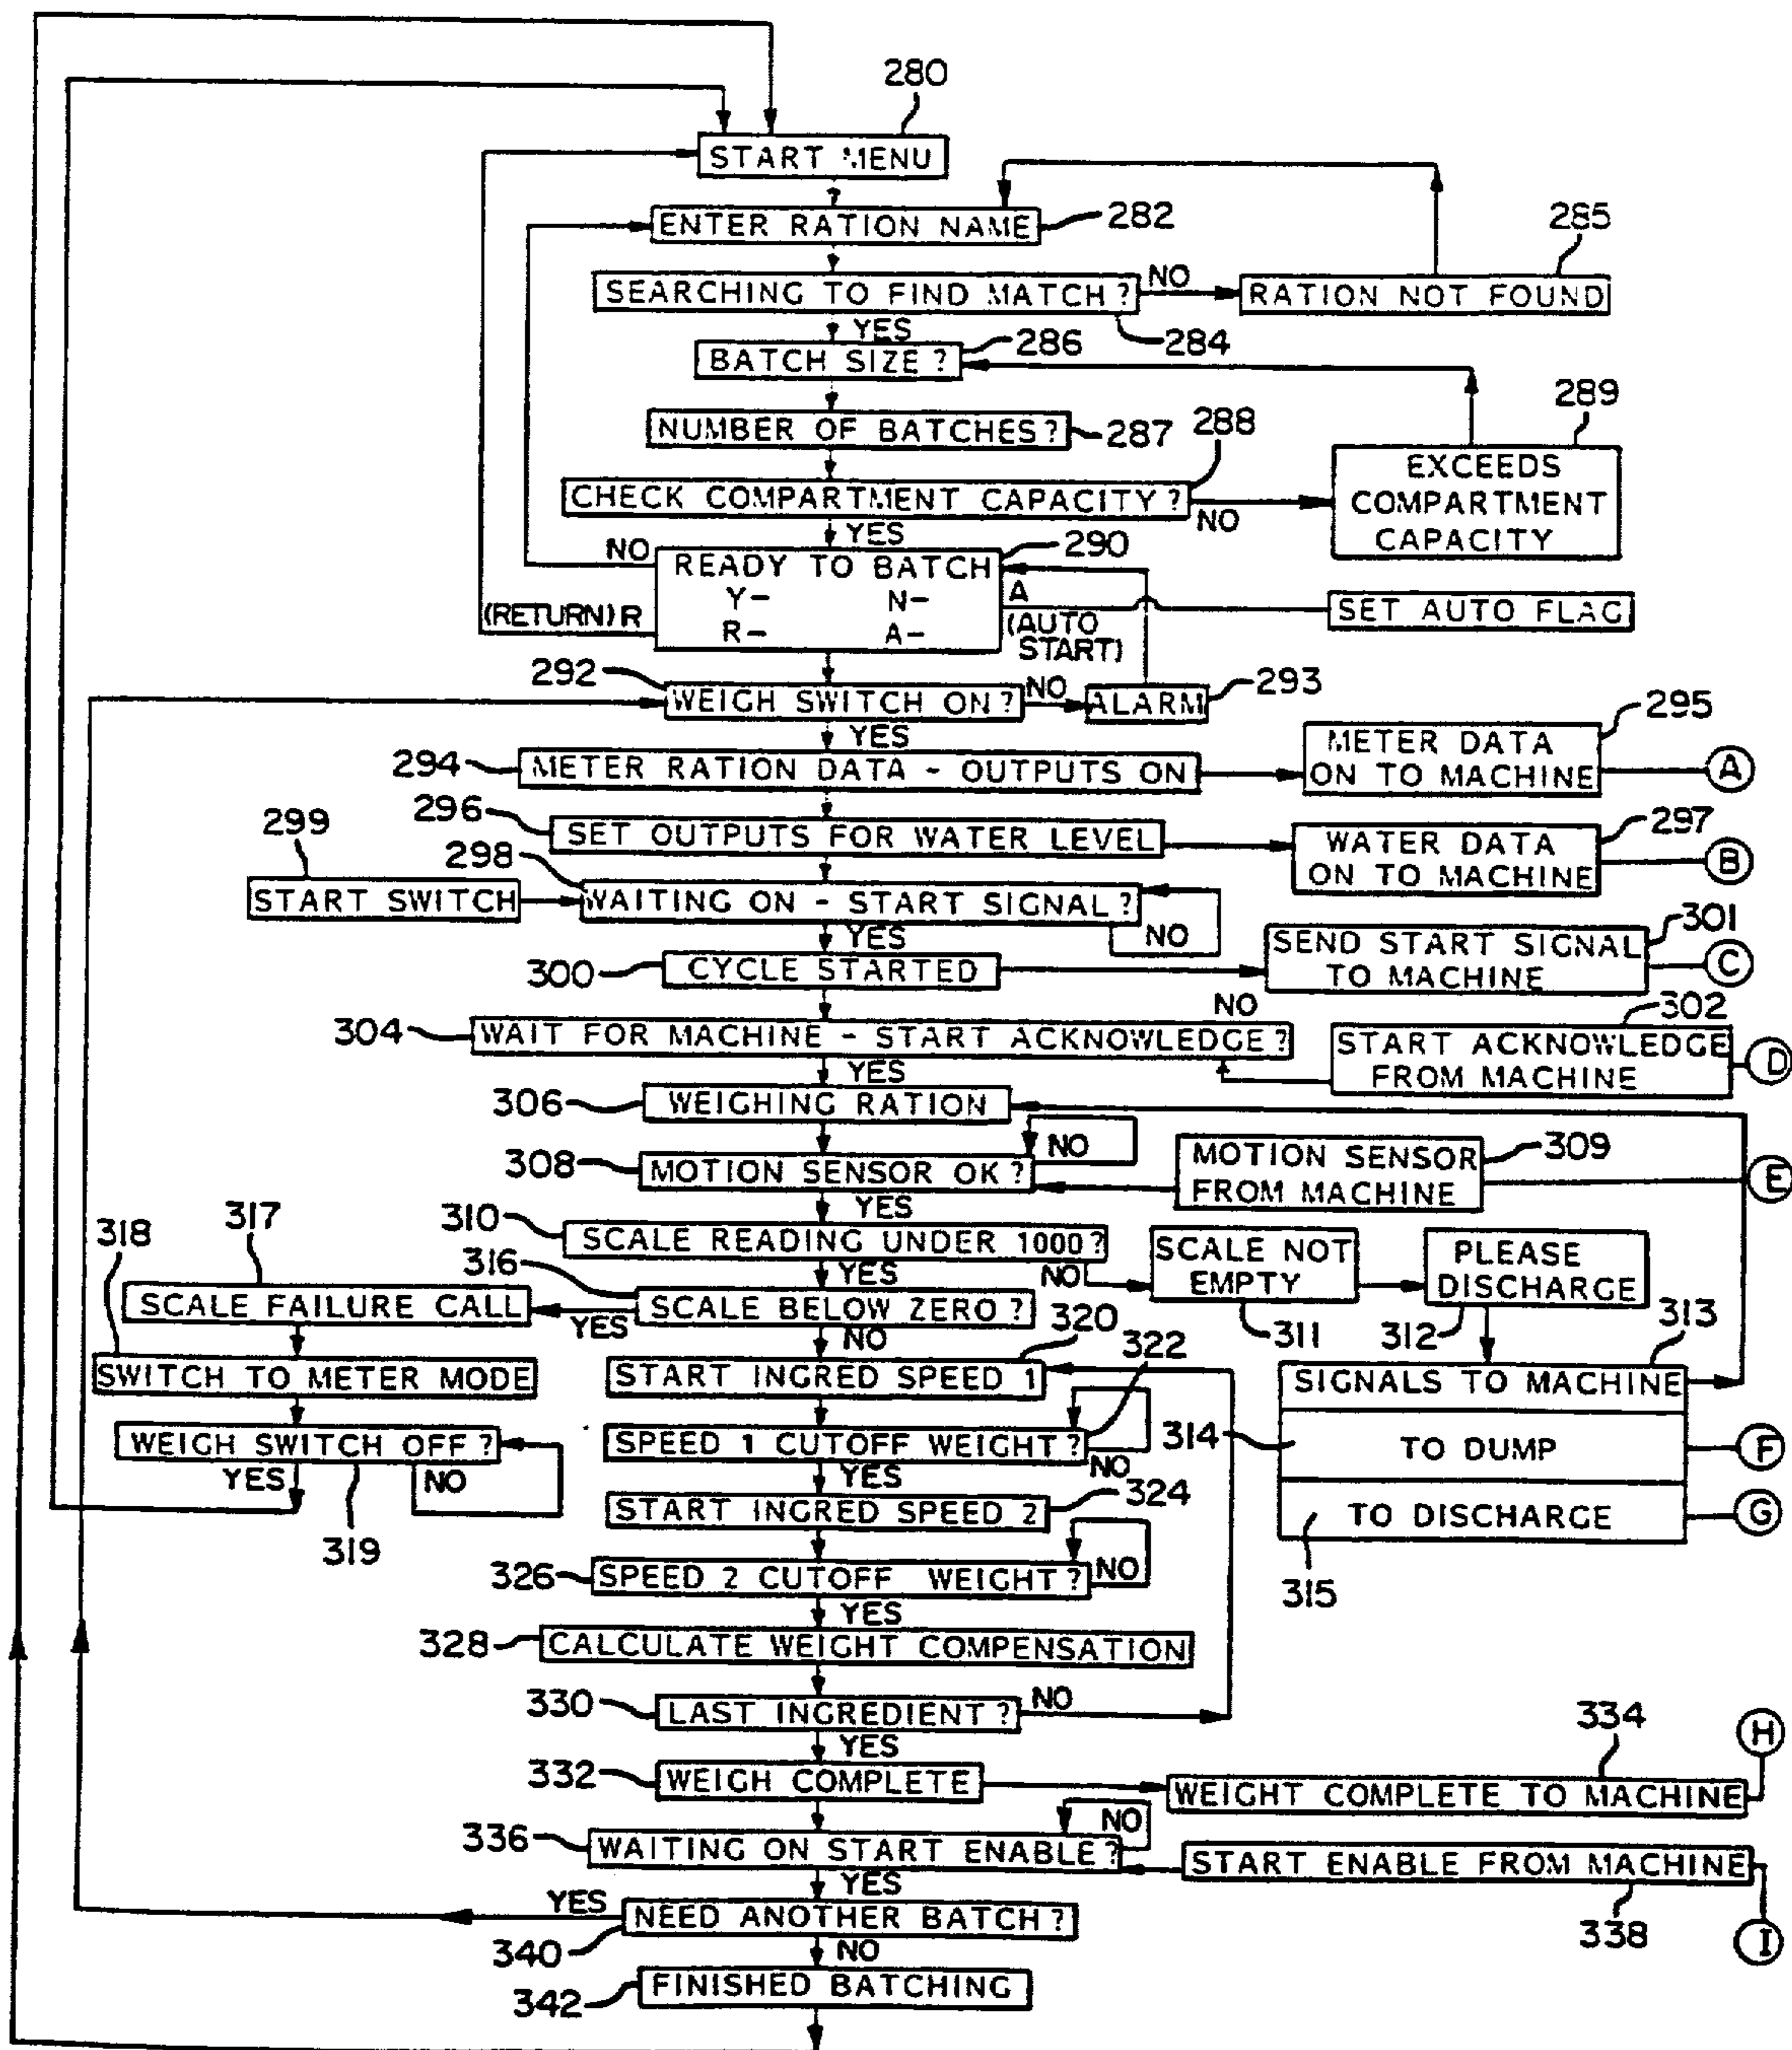 280
START MENU
ENTER RATION NAME
282
285
SEARCHING TO FIND MATCH?
NO
RATION NOT FOUND
YES
284
BATCH SIZE?
286
NUMBER OF BATCHES?
287
288
289
CHECK COMPARTMENT CAPACITY?
NO
EXCEEDS
COMPARTMENT
CAPACITY
YES
290
NO
READY TO BATCH
Y- N-
R- A-
(RETURN) R
A
(AUTO
START)
SET AUTO FLAG
292
WEIGH SWITCH ON?
NO
ALARM
293
YES
294
METER RATION DATA - OUTPUTS ON
METER DATA
ON TO MACHINE
295
A
296
SET OUTPUTS FOR WATER LEVEL
WATER DATA
ON TO MACHINE
297
B
299
START SWITCH
298
WAITING ON - START SIGNAL?
NO
YES
300
CYCLE STARTED
SEND START SIGNAL
TO MACHINE
301
C
304
WAIT FOR MACHINE - START ACKNOWLEDGE?
NO
302
START ACKNOWLEDGE
FROM MACHINE
D
YES
306
WEIGHING RATION
NO
308
MOTION SENSOR OK?
MOTION SENSOR
FROM MACHINE
309
E
YES
310
SCALE READING UNDER 1000?
NO
SCALE NOT
EMPTY
311
PLEASE
DISCHARGE
312
313
YES
316
SCALE BELOW ZERO?
YES
317
SCALE FAILURE CALL
318
SWITCH TO METER MODE
WEIGH SWITCH OFF?
YES
NO
319
NO
320
START INGRED SPEED 1
322
SIGNALS TO MACHINE
314
TO DUMP
F
TO DISCHARGE
G
315
SPEED 1 CUTOFF WEIGHT?
NO
YES
START INGRED SPEED 2
324
326
SPEED 2 CUTOFF WEIGHT?
NO
YES
328
CALCULATE WEIGHT COMPENSATION
330
LAST INGREDIENT?
NO
YES
332
WEIGH COMPLETE
334
WEIGHT COMPLETE TO MACHINE
H
336
WAITING ON START ENABLE?
NO
START ENABLE FROM MACHINE
338
I
YES
YES
NEED ANOTHER BATCH?
340
NO
342
FINISHED BATCHING